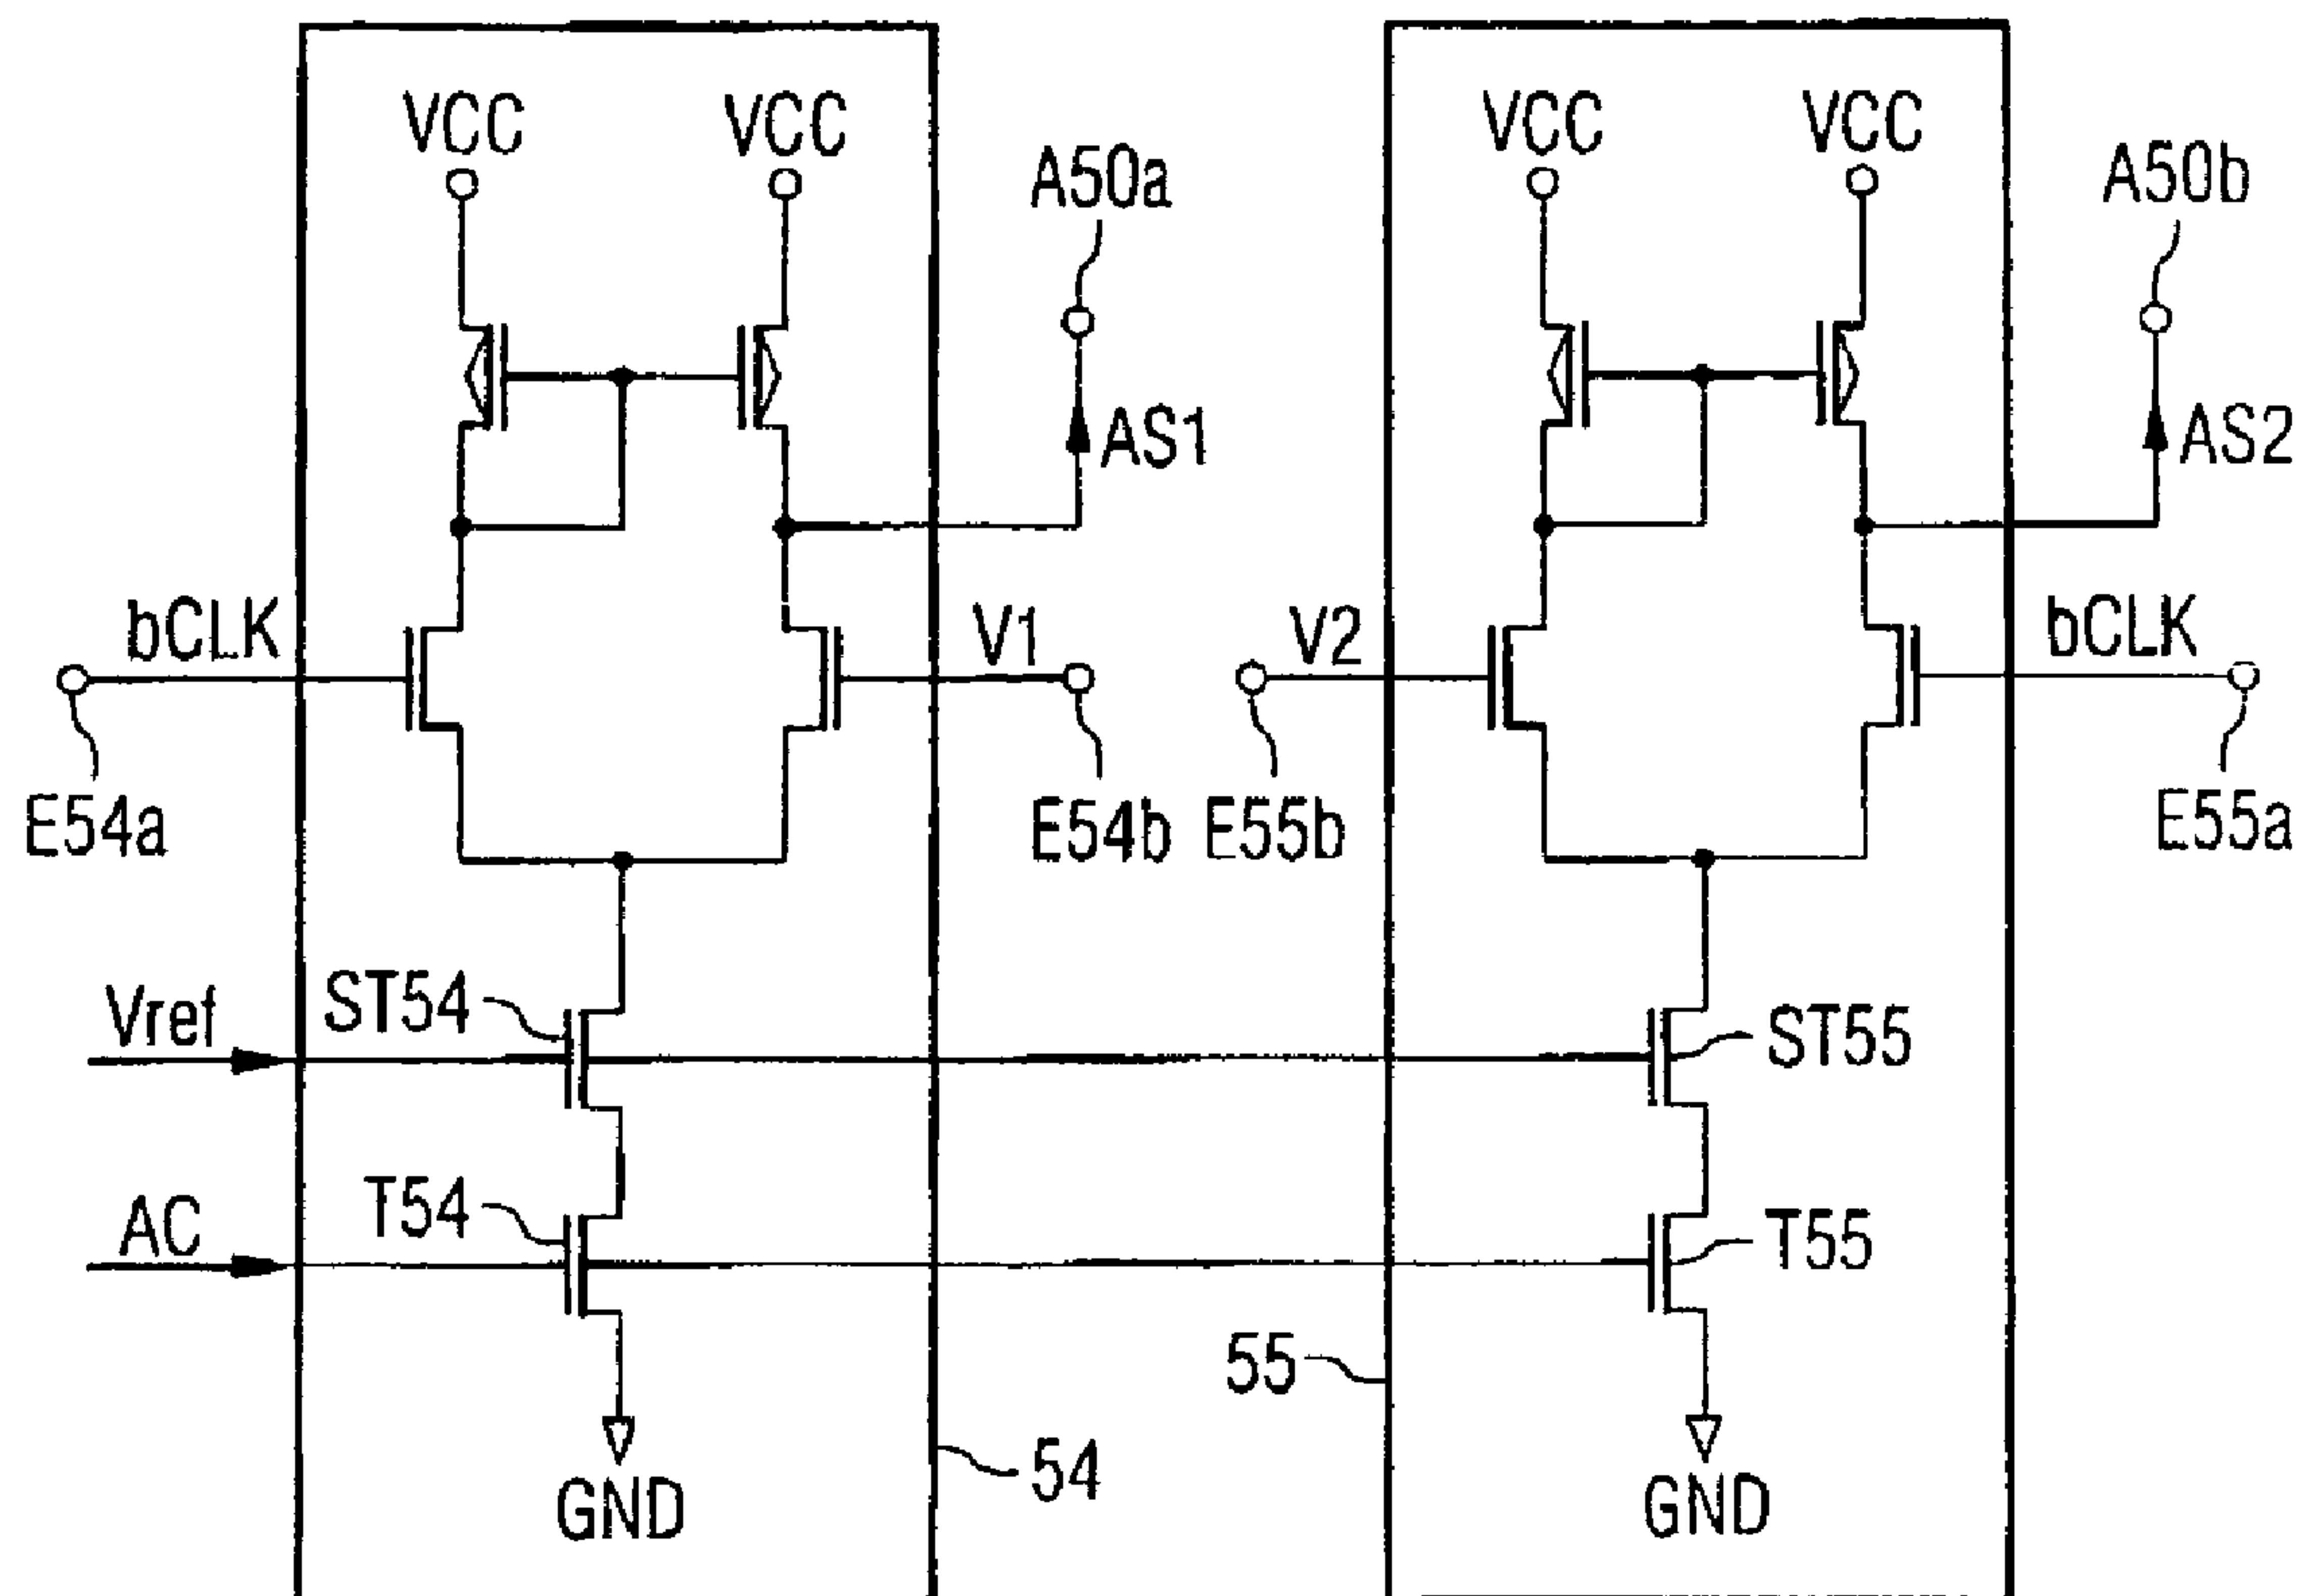 VCC VCC VCC VCC
A50a A50b
AS1 AS2
bCLK V1 V2 bCLK
E54a E54b E55b E55a
Vref ST54 ST55
AC T54 T55
55
54
GND GND